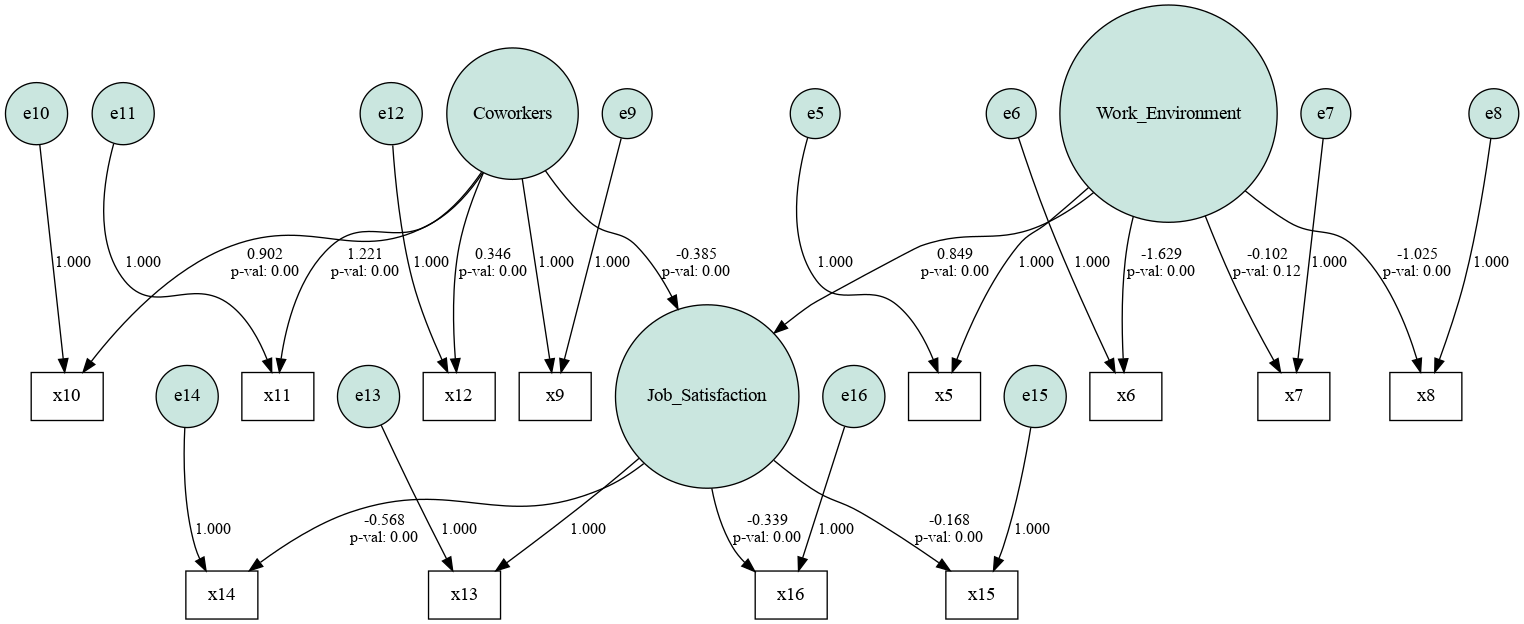 e10
e11
e12
Coworkers
e9
e5
e6
Work_Environment
e7
e8
1.000
1.000
0.902
p-val: 0.00
1.221
p-val: 0.00
1.000
0.346
p-val: 0.00
1.000
1.000
-0.385
p-val: 0.00
1.000
0.849
p-val: 0.00
1.000
1.000
-1.629
p-val: 0.00
-0.102
p-val: 0.12
1.000
-1.025
p-val: 0.00
1.000
x10
e14
x11
e13
x12
x9
Job_Satisfaction
e16
x5
e15
x6
x7
x8
1.000
-0.568
p-val: 0.00
1.000
1.000
-0.339
p-val: 0.00
1.000
-0.168
p-val: 0.00
1.000
x14
x13
x16
x15